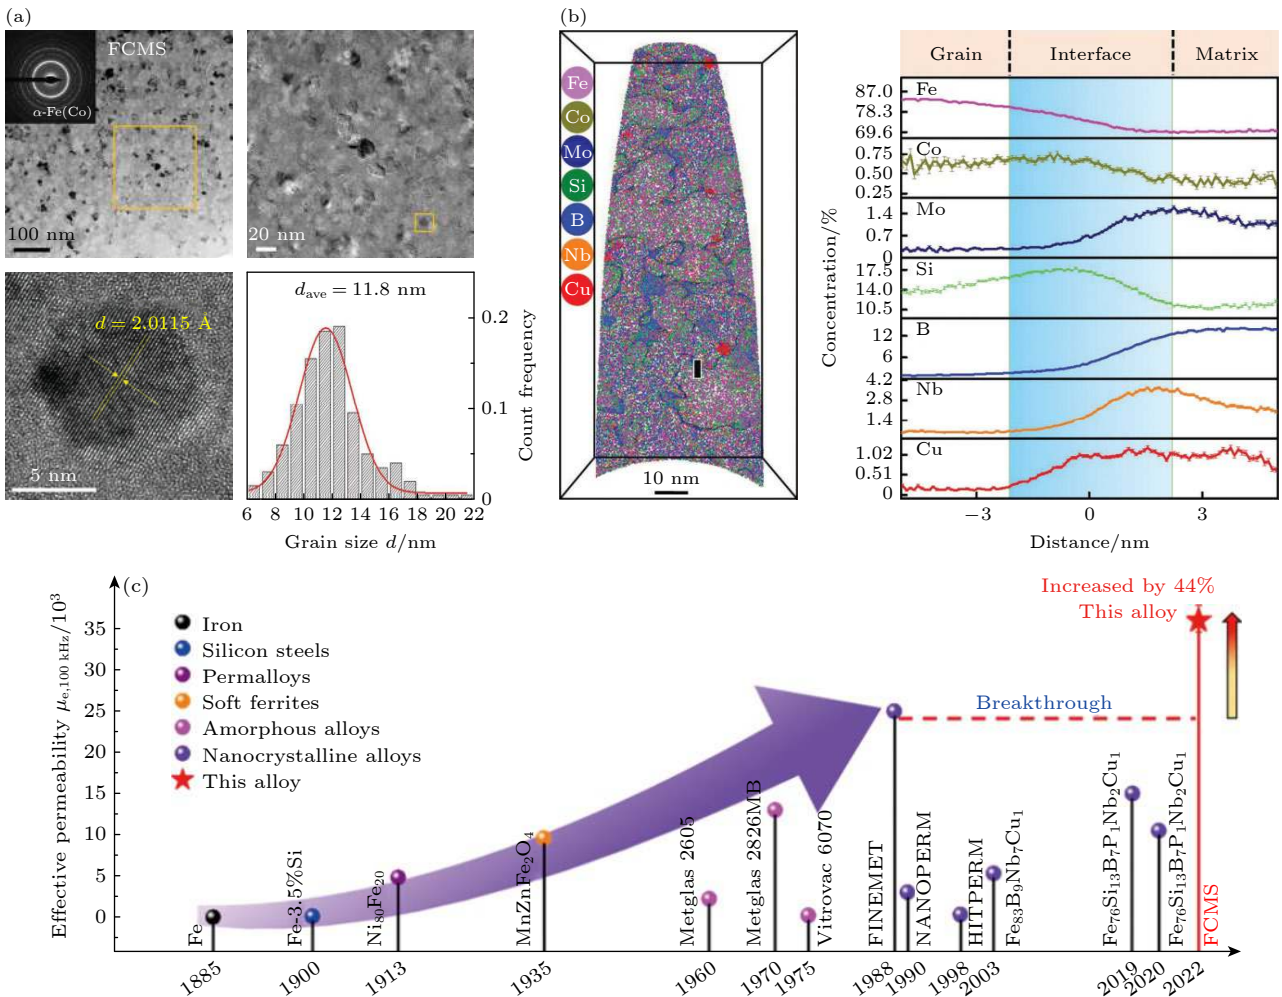 (a)
FCMS
α-Fe(Co)
100 nm
20 nm
d = 2.0115 Å
5 nm
d_ave = 11.8 nm
0.2
0.1
0
Count frequency
6 8 10 12 14 16 18 20 22
Grain size d/nm
(b)
Fe
Co
Mo
Si
B
Nb
Cu
10 nm
Grain Interface Matrix
Concentration/%
Fe
87.0
78.3
69.6
Co
0.75
0.50
0.25
Mo
1.4
0.7
0
Si
17.5
14.0
10.5
B
12
6
Nb
4.2
2.8
1.4
Cu
1.02
0.51
0
−3 0 3
Distance/nm
(c)
Effective permeability μ_e,100 kHz/10³
35
30
25
20
15
10
5
0
Iron
Silicon steels
Permalloys
Soft ferrites
Amorphous alloys
Nanocrystalline alloys
This alloy
Increased by 44%
This alloy
Breakthrough
Fe
Fe-3.5%Si
Ni₈₀Fe₂₀
MnZnFe₂O₄
Metglas 2605
Metglas 2826MB
Vitrovac 6070
FINEMET
NANOPERM
HITPERM
Fe₈₃B₉Nb₇Cu₁
Fe₇₆Si₁₃B₇P₁Nb₂Cu₁
Fe₇₆Si₁₃B₇P₁Nb₂Cu₁
FCMS
1885 1900 1913 1935 1960 1970 1975 1988 1990 1998 2003 2019 2020 2022